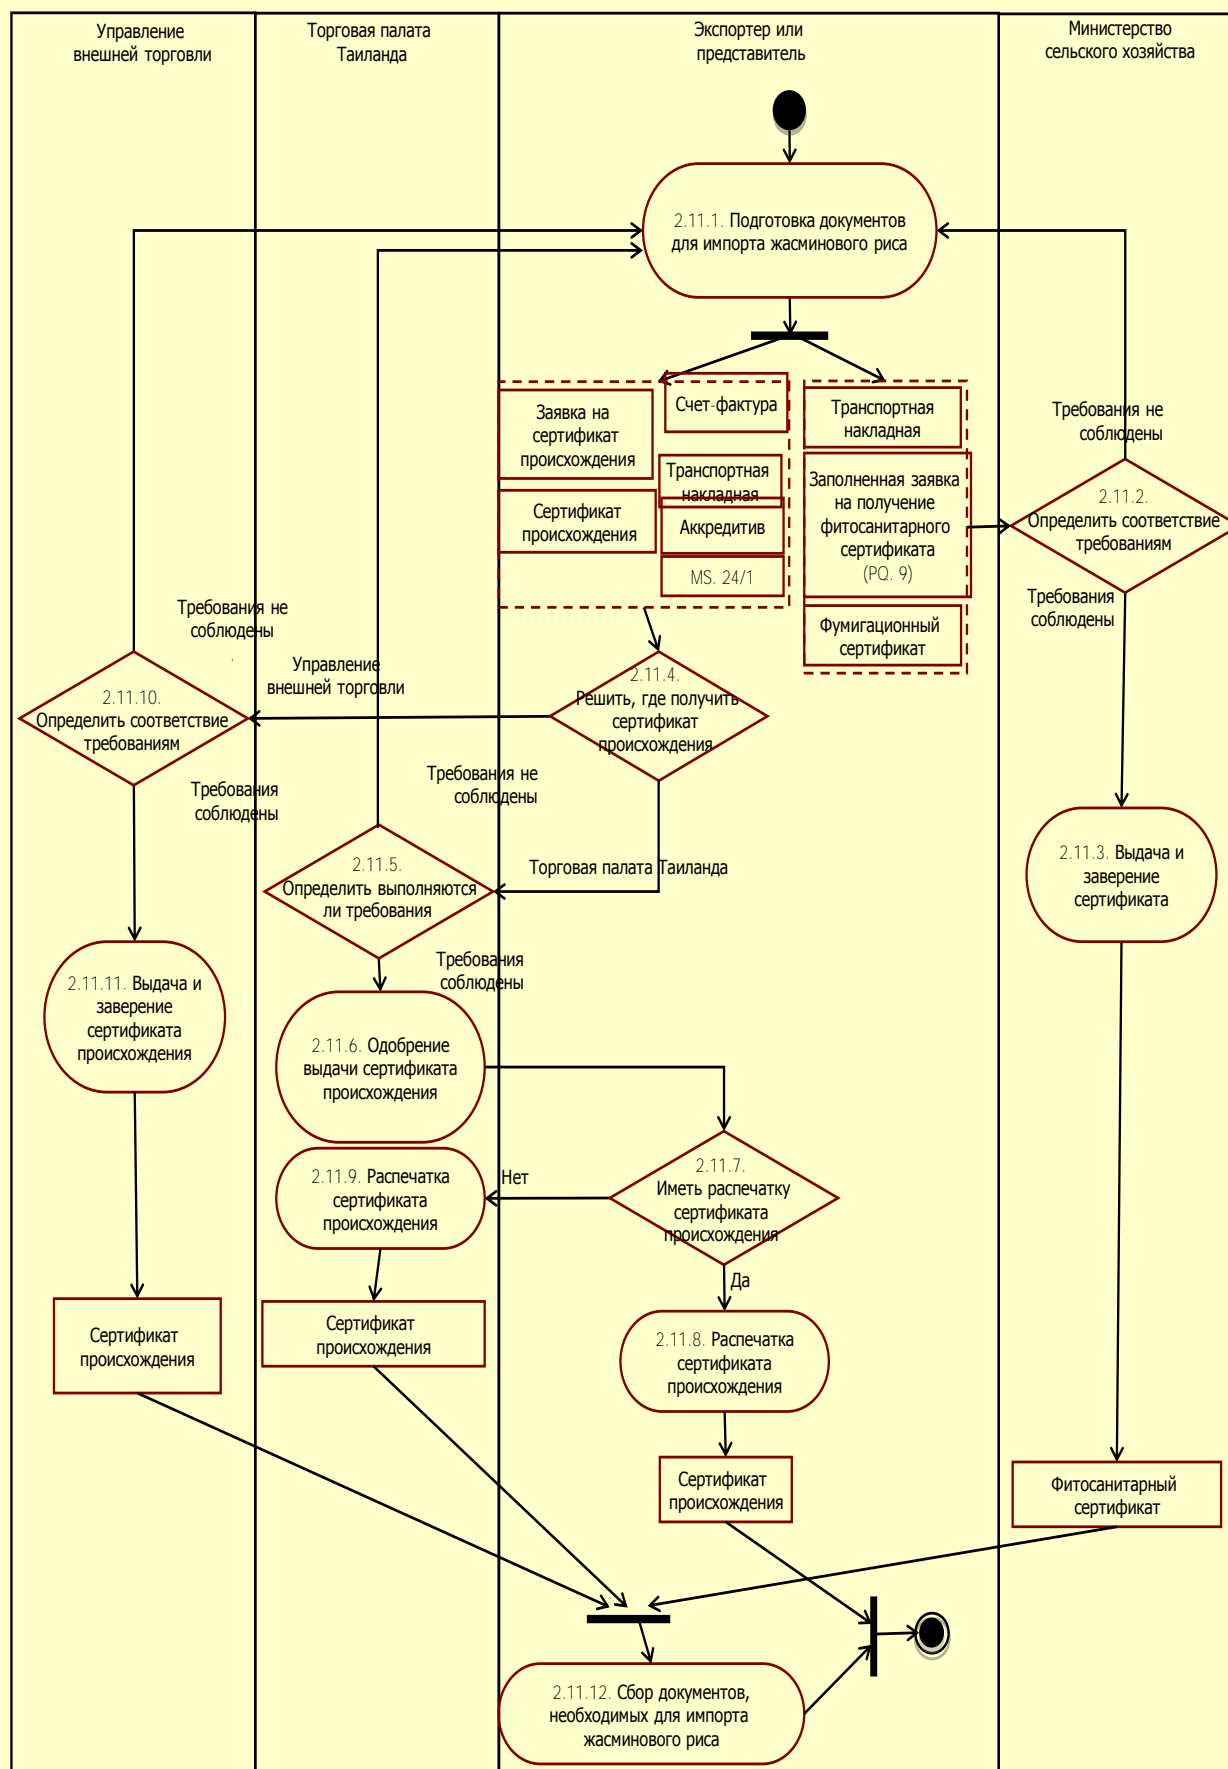 Управление
внешней торговли
Торговая палата
Таиланда
Экспортер или
представитель
Министерство
сельского хозяйства
2.11.1. Подготовка документов
для импорта жасминового риса
Заявка на
сертификат
происхождения
Счет-фактура
Транспортная
накладная
Сертификат
происхождения
Аккредитив
MS. 24/1
Транспортная
накладная
Заполненная заявка
на получение
фитосанитарного
сертификата
(PQ. 9)
Фумигационный
сертификат
Требования не
соблюдены
2.11.2.
Определить соответствие
требованиям
Требования
соблюдены
Требования не
соблюдены
Управление
внешней торговли
2.11.4.
Решить, где получить
сертификат
происхождения
2.11.10.
Определить соответствие
требованиям
Требования
соблюдены
Требования не
соблюдены
2.11.5.
Определить выполняются
ли требования
Торговая палата Таиланда
2.11.3. Выдача и
заверение
сертификата
Требования
соблюдены
2.11.11. Выдача и
заверение
сертификата
происхождения
2.11.6. Одобрение
выдачи сертификата
происхождения
2.11.9. Распечатка
сертификата
происхождения
Нет
2.11.7.
Иметь распечатку
сертификата
происхождения
Да
Сертификат
происхождения
Сертификат
происхождения
2.11.8. Распечатка
сертификата
происхождения
Сертификат
происхождения
Фитосанитарный
сертификат
2.11.12. Сбор документов,
необходимых для импорта
жасминового риса